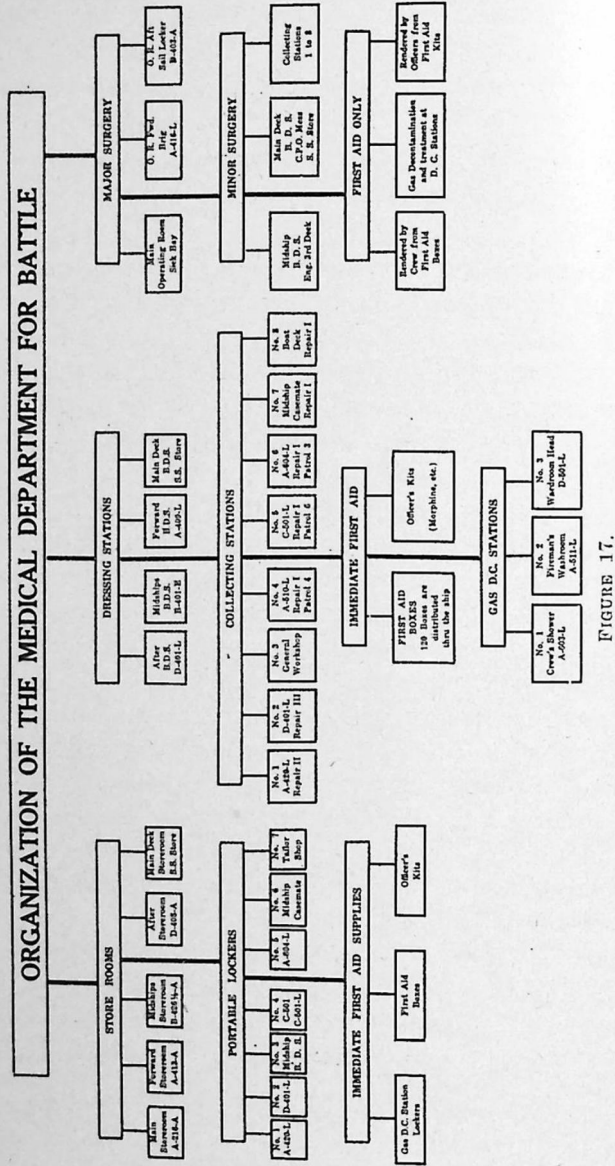 ORGANIZATION OF THE MEDICAL DEPARTMENT FOR BATTLE
STORE ROOMS
Main
Storeroom
A-216-A
Forward
Storeroom
A-413-A
Midships
Storeroom
B-426½-A
After
Storeroom
D-405-A
Main Deck
Storeroom
S.S. Store
PORTABLE LOCKERS
No. 1
A-429-L
No. 2
D-401-L
No. 3
Midship
B. D. S.
No. 4
C-501
C-501-L
No. 5
A-604-L
No. 6
Midship
Casemate
No. 7
Tailor
Shop
IMMEDIATE FIRST AID SUPPLIES
Gas D.C. Station
Lockers
First Aid
Boxes
Officer's
Kits
DRESSING STATIONS
After
B.D.S.
D-401-L
Midships
B.D.S.
B-401-E
Forward
B.D.S.
A-405-L
Main Deck
B.D.S.
S.S. Store
COLLECTING STATIONS
No. 1
A-429-L
Repair II
No. 2
D-401-L
Repair III
No. 3
General
Workshop
No. 4
A-510-L
Repair I
Patrol 4
No. 5
C-501-L
Repair I
Patrol 6
No. 6
A-604-L
Repair I
Patrol 3
No. 7
Midship
Casemate
Repair I
No. 8
Boat
Deck
Repair I
IMMEDIATE FIRST AID
FIRST AID
BOXES
120 Boxes are
distributed
thru the ship
Officer's Kits
(Morphine, etc.)
GAS D.C. STATIONS
No. 1
Crew's Shower
A-603-L
No. 2
Fireman's
Washroom
A-511-L
No. 3
Wardroom Head
D-501-L
MAJOR SURGERY
Main
Operating Room
Sick Bay
O. R. Fwd.
Brig
A-416-L
O. R. Aft
Sail Locker
D-403-A
MINOR SURGERY
Midship
B. D. S.
Eng. 3rd Deck
Main Deck
B. D. S.
C.P.O. Mess
S. S. Store
Collecting
Stations
1 to 8
FIRST AID ONLY
Rendered by
Crew from
First Aid
Boxes
Gas Decontamination
and treatment at
D. C. Stations
Rendered by
Officers from
First Aid
Kits
FIGURE 17.